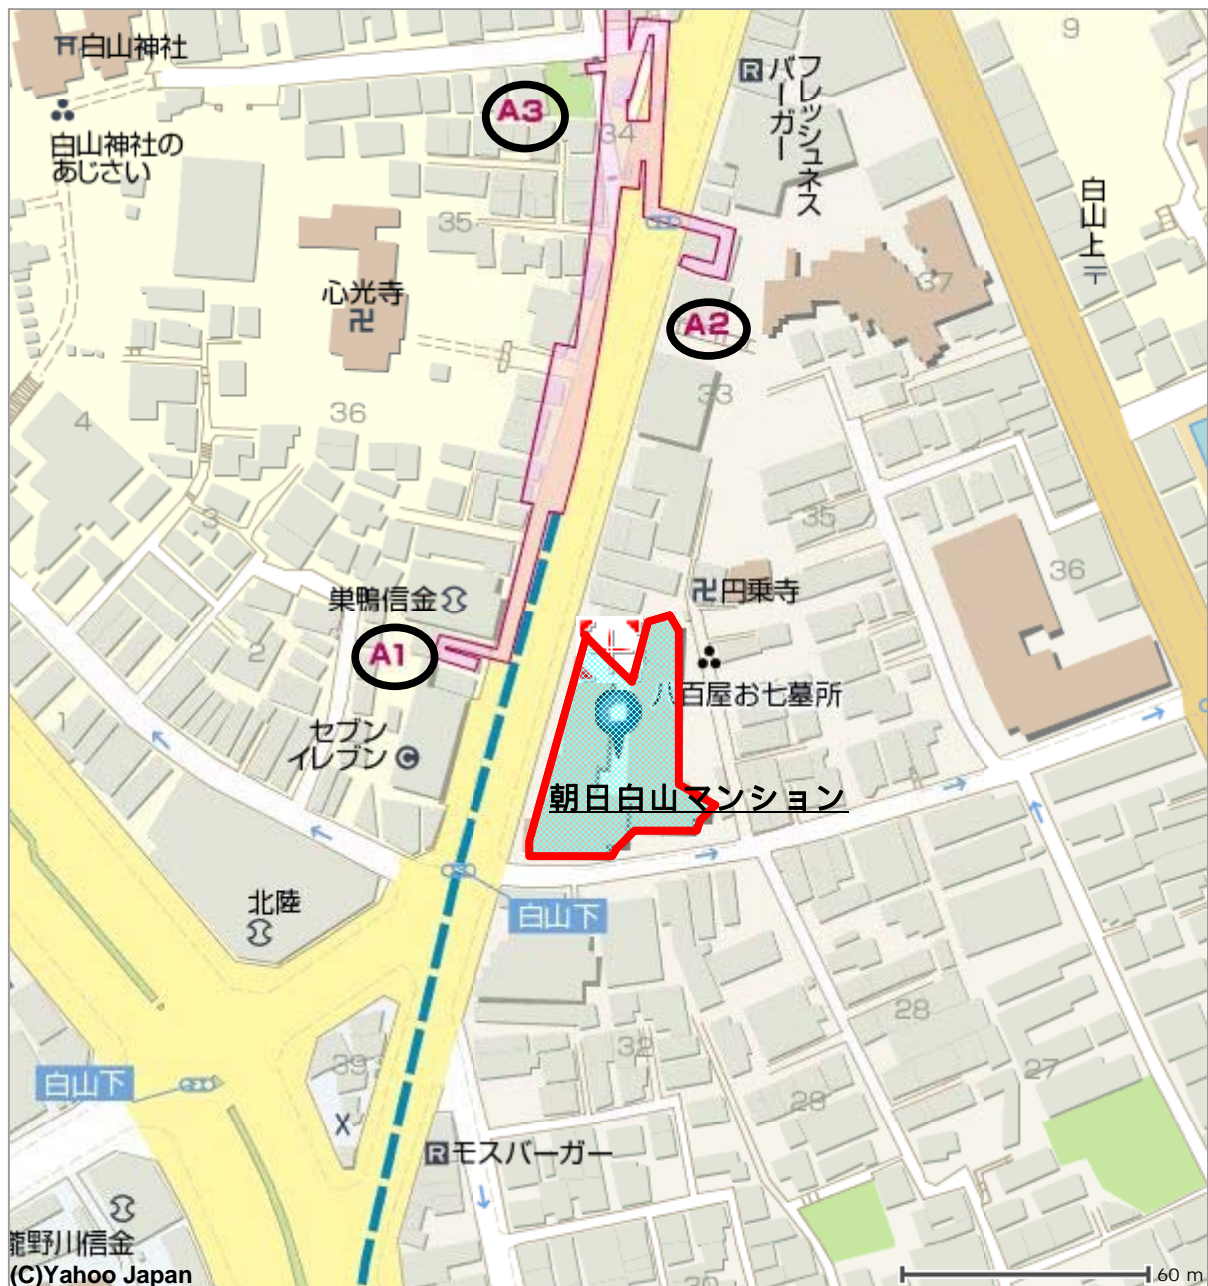 白山神社
9
R
フレッシュネス
バーガー
A3
34
白山神社の
あじさい
白山上
35
37
心光寺
A2
33
36
4
3
35
36
巣鴨信金
円乗寺
A1
2
八百屋お七墓所
1
セブン
イレブン
朝日白山マンション
北陸
白山下
28
32
39
27
白山下
28
R
モスバーガー
滝野川信金
(C)Yahoo Japan
60 m
30